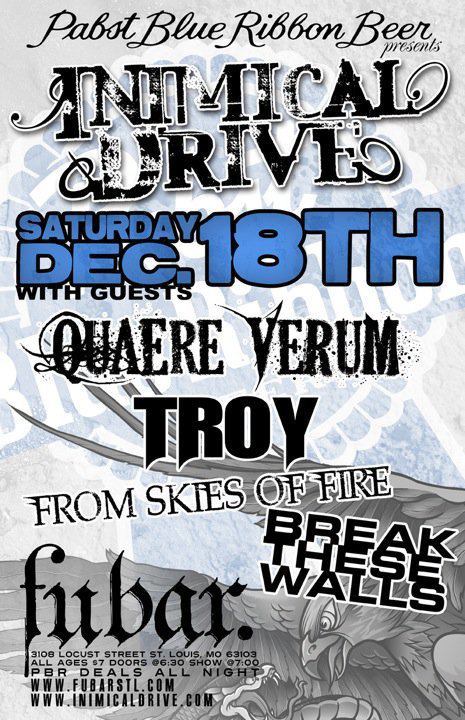 Pabst Blue Ribbon Beer
presents
INIMICAL
DRIVE
SATURDAY
DEC. 18TH
WITH GUESTS
QUAERE VERUM
TROY
FROM SKIES OF FIRE
BREAK
THESE
WALLS
fubar.
3108 LOCUST STREET ST. LOUIS, MO 63103
ALL AGES $7 DOORS @6:30 SHOW @7:00
PBR DEALS ALL NIGHT
WWW.FUBARSTL.COM
WWW.INIMICALDRIVE.COM